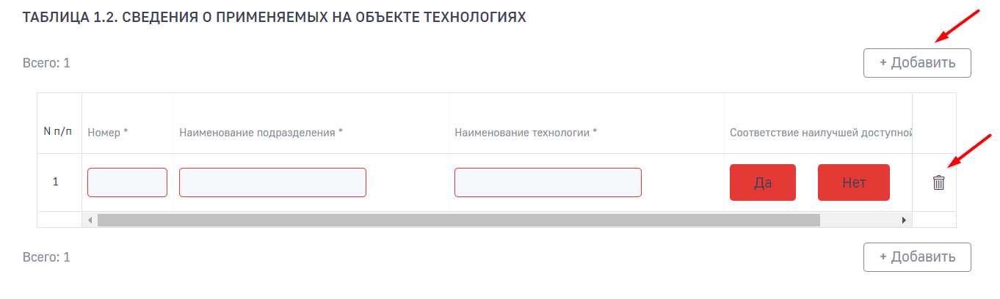 ТАБЛИЦА 1.2. СВЕДЕНИЯ О ПРИМЕНЯЕМЫХ НА ОБЪЕКТЕ ТЕХНОЛОГИЯХ
Всего: 1
+ Добавить
N п/п
Номер *
Наименование подразделения *
Наименование технологии *
Соответствие наилучшей доступной
1
Да
Нет
Всего: 1
+ Добавить